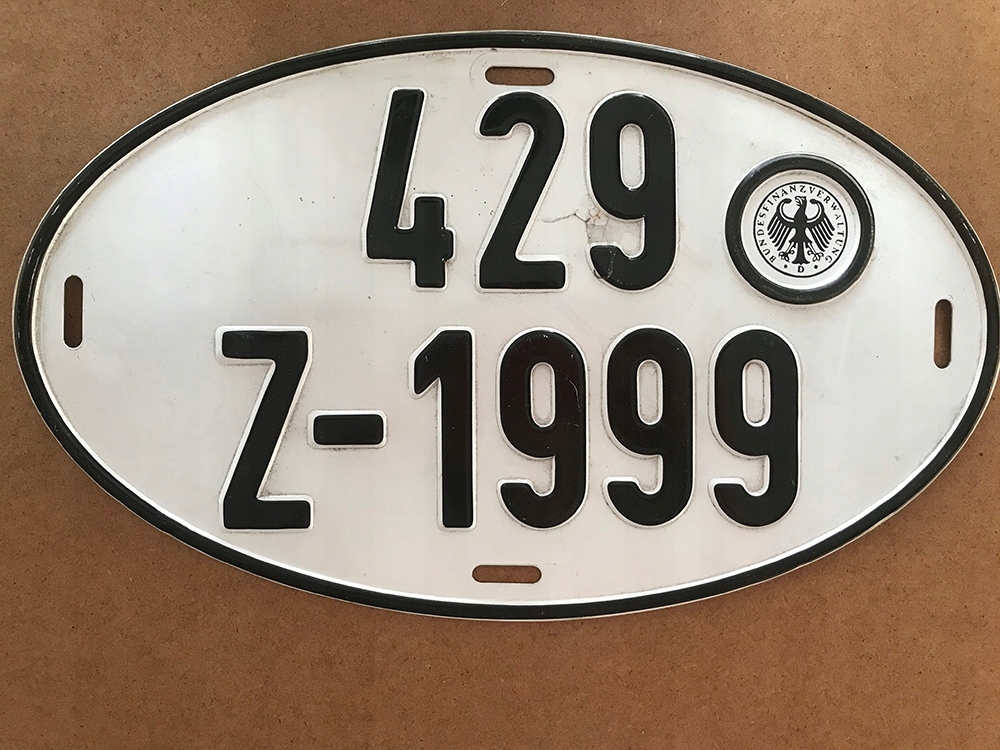 429
BUNDESFINANZVERWALTUNG
D
Z-1999